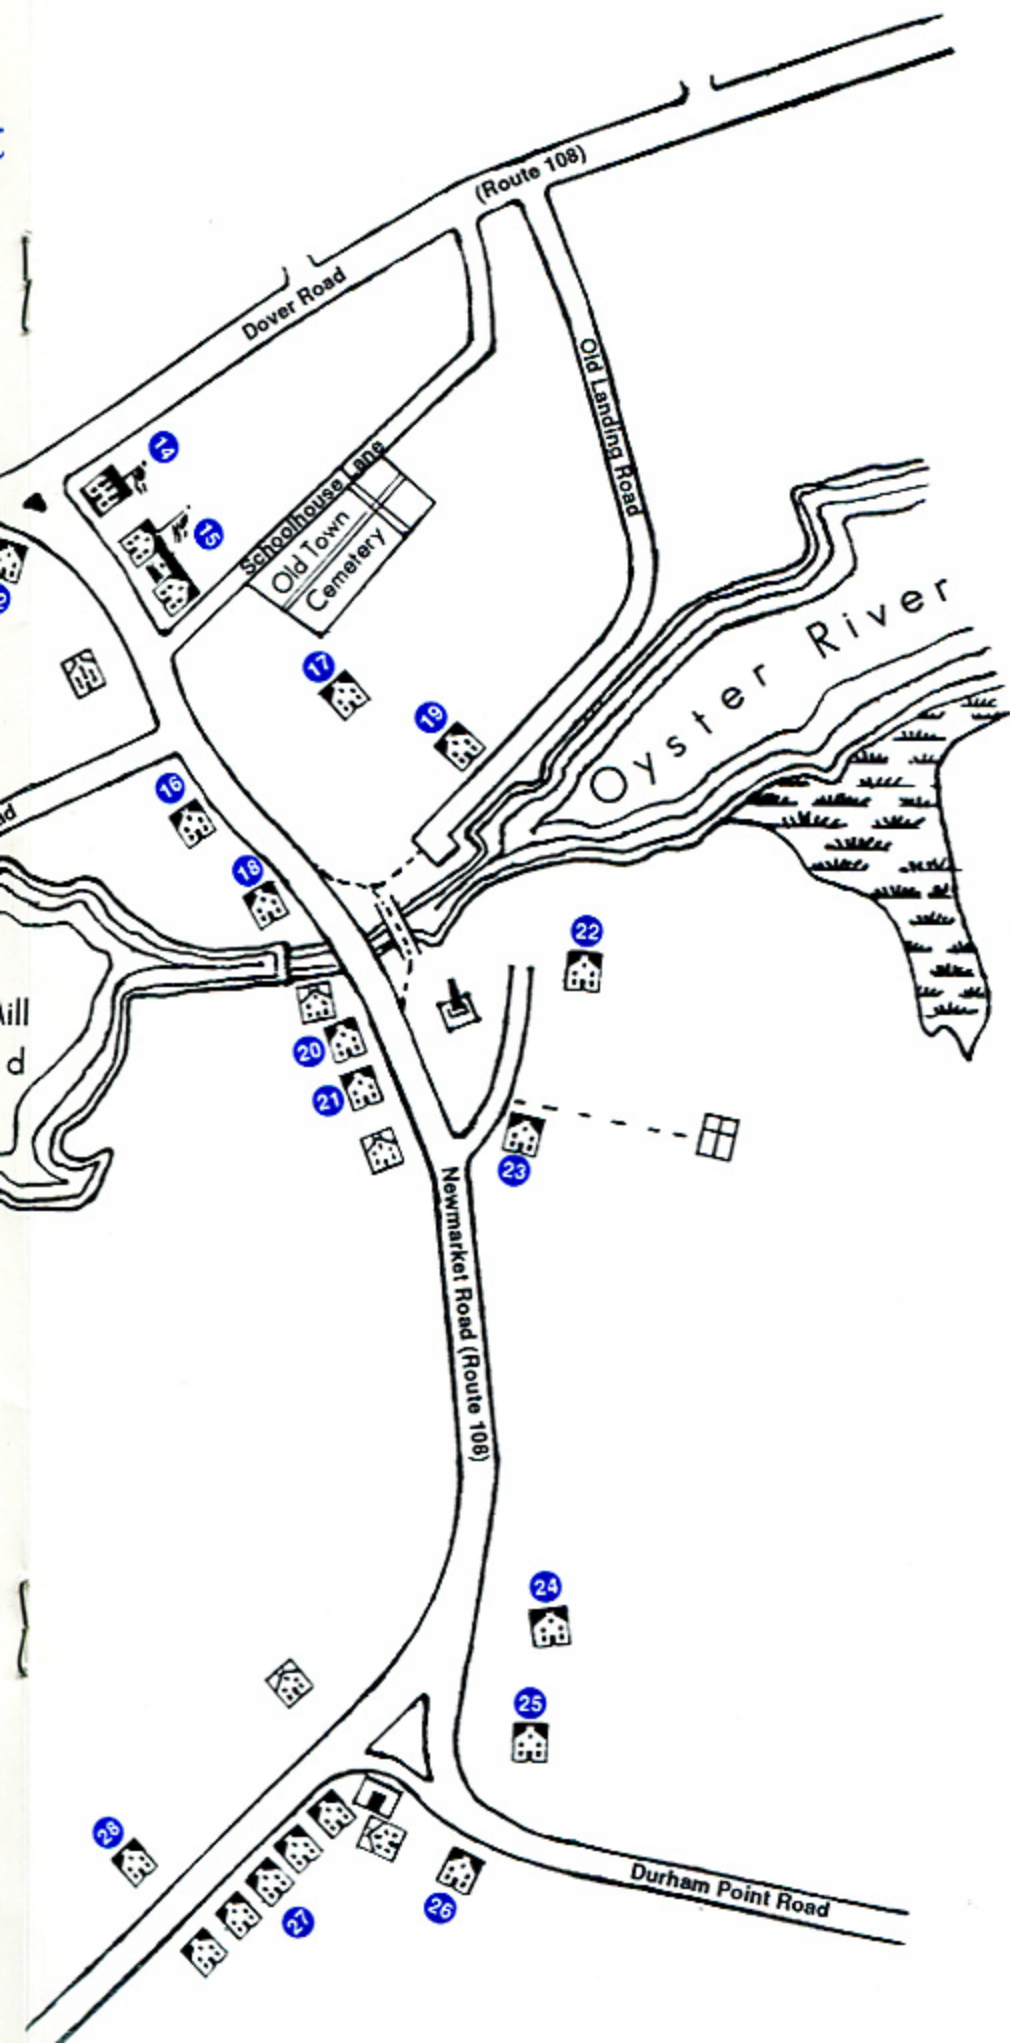 (Route 108)
Dover Road
Old Landing Road
14
15
Schoolhouse Lane
Old Town
Cemetery
Oyster River
17
19
16
18
22
20
21
23
Newmarket Road (Route 108)
24
25
28
27
26
Durham Point Road